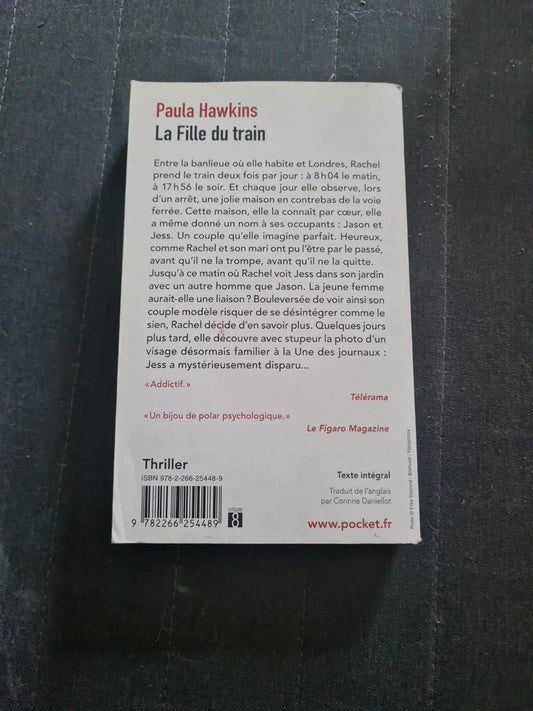 Paula Hawkins
La Fille du train
Entre la banlieue où elle habite et Londres, Rachel
prend le train deux fois par jour : à 8 h 04 le matin,
à 17 h 56 le soir. Et chaque jour elle observe, lors
d'un arrêt, une jolie maison en contrebas de la voie
ferrée. Cette maison, elle la connaît par cœur, elle
a même donné un nom à ses occupants : Jason et
Jess. Un couple qu'elle imagine parfait. Heureux,
comme Rachel et son mari ont pu l'être par le passé,
avant qu'il ne la trompe, avant qu'il ne la quitte.
Jusqu'à ce matin où Rachel voit Jess dans son jardin
avec un autre homme que Jason. La jeune femme
aurait-elle une liaison ? Bouleversée de voir ainsi son
couple modèle risquer de se désintégrer comme le
sien, Rachel décide d'en savoir plus. Quelques jours
plus tard, elle découvre avec stupeur la photo d'un
visage désormais familier à la Une des journaux :
Jess a mystérieusement disparu...
« Addictif. »
Télérama
« Un bijou de polar psychologique. »
Le Figaro Magazine
Thriller
ISBN 978-2-266-25448-9
9 782266 254489
8
Texte intégral
Traduit de l'anglais
par Corinne Daniellot
www.pocket.fr